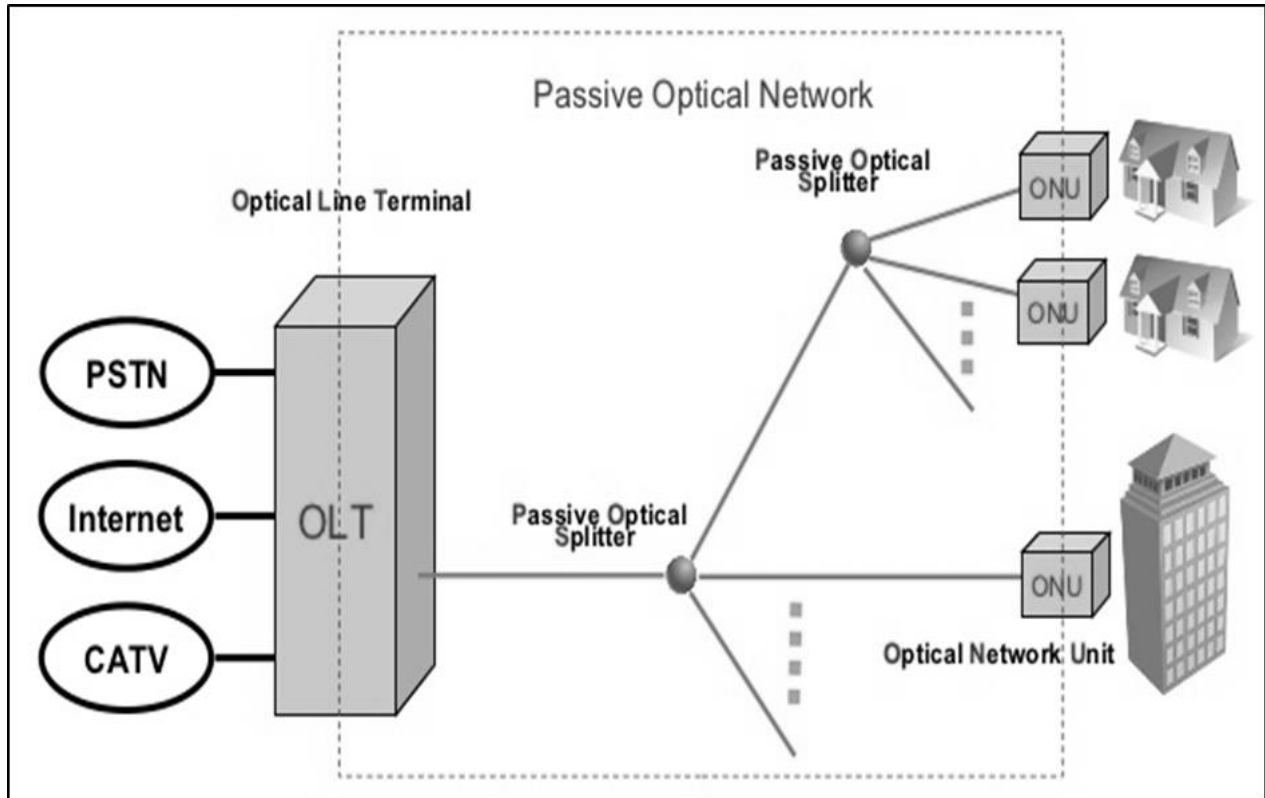 Passive Optical Network
Passive Optical
Splitter
ONU
Optical Line Terminal
ONU
PSTN
Internet
OLT
Passive Optical
Splitter
ONU
CATV
Optical Network Unit